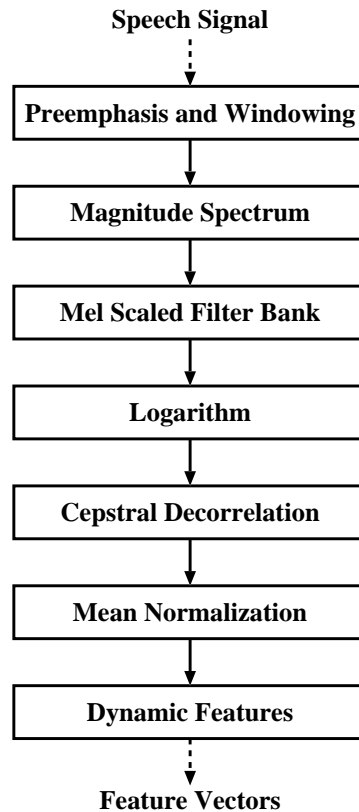 Speech Signal
Preemphasis and Windowing
Magnitude Spectrum
Mel Scaled Filter Bank
Logarithm
Cepstral Decorrelation
Mean Normalization
Dynamic Features
Feature Vectors